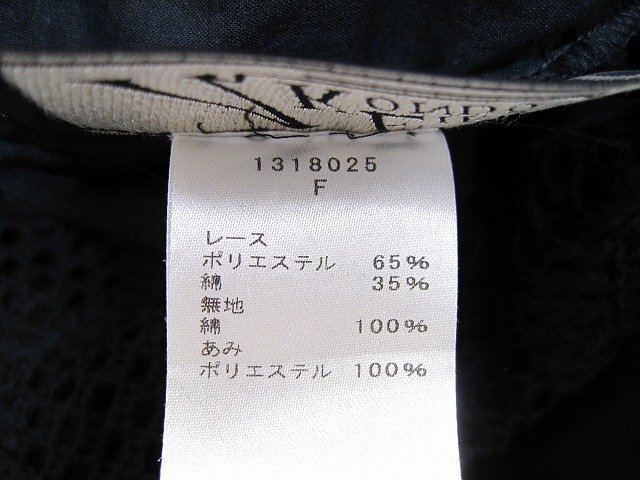 1318025
F
レース
ポリエステル 65%
綿 35%
無地
綿 100%
あみ
ポリエステル 100%